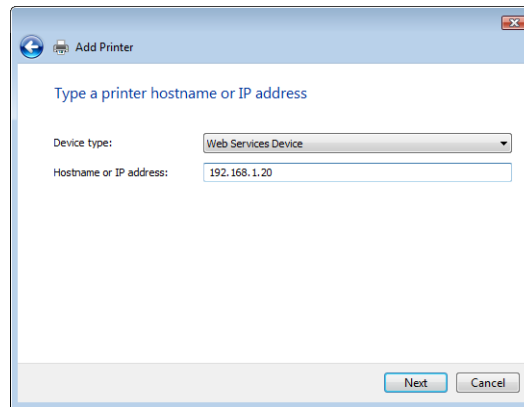 Add Printer
Type a printer hostname or IP address
Device type: Web Services Device
Hostname or IP address: 192.168.1.20
Next Cancel